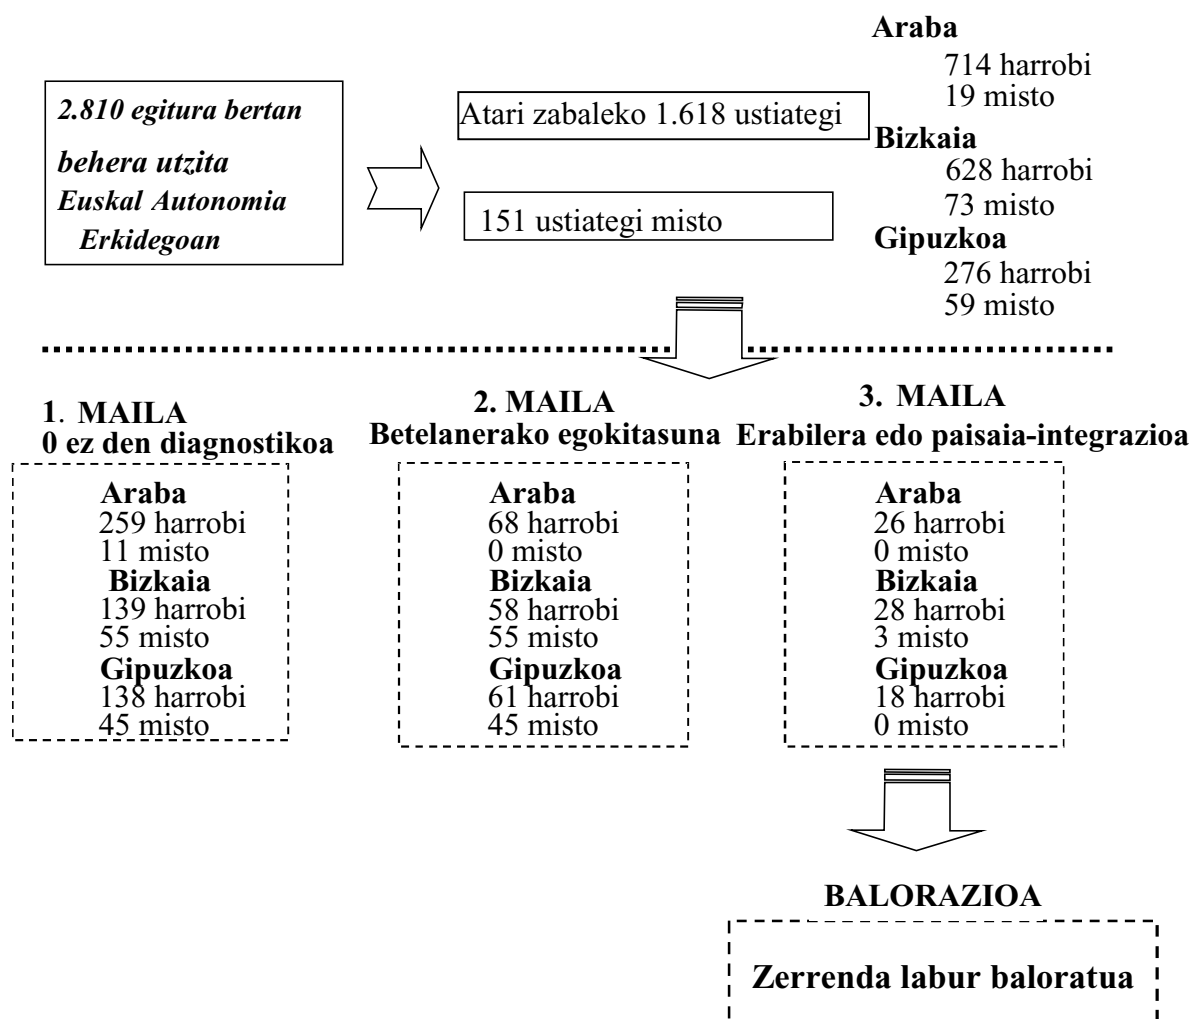 2.810 egitura bertan
behera utzita
Euskal Autonomia
Erkidegoan
Atari zabaleko 1.618 ustiategi
151 ustiategi misto
Araba
714 harrobi
19 misto
Bizkaia
628 harrobi
73 misto
Gipuzkoa
276 harrobi
59 misto
1. MAILA
0 ez den diagnostikoa
Araba
259 harrobi
11 misto
Bizkaia
139 harrobi
55 misto
Gipuzkoa
138 harrobi
45 misto
2. MAILA
Betelanerako egokitasuna
Araba
68 harrobi
0 misto
Bizkaia
58 harrobi
55 misto
Gipuzkoa
61 harrobi
45 misto
3. MAILA
Erabilera edo paisaia-integrazioa
Araba
26 harrobi
0 misto
Bizkaia
28 harrobi
3 misto
Gipuzkoa
18 harrobi
0 misto
BALORAZIOA
Zerrenda labur baloratua